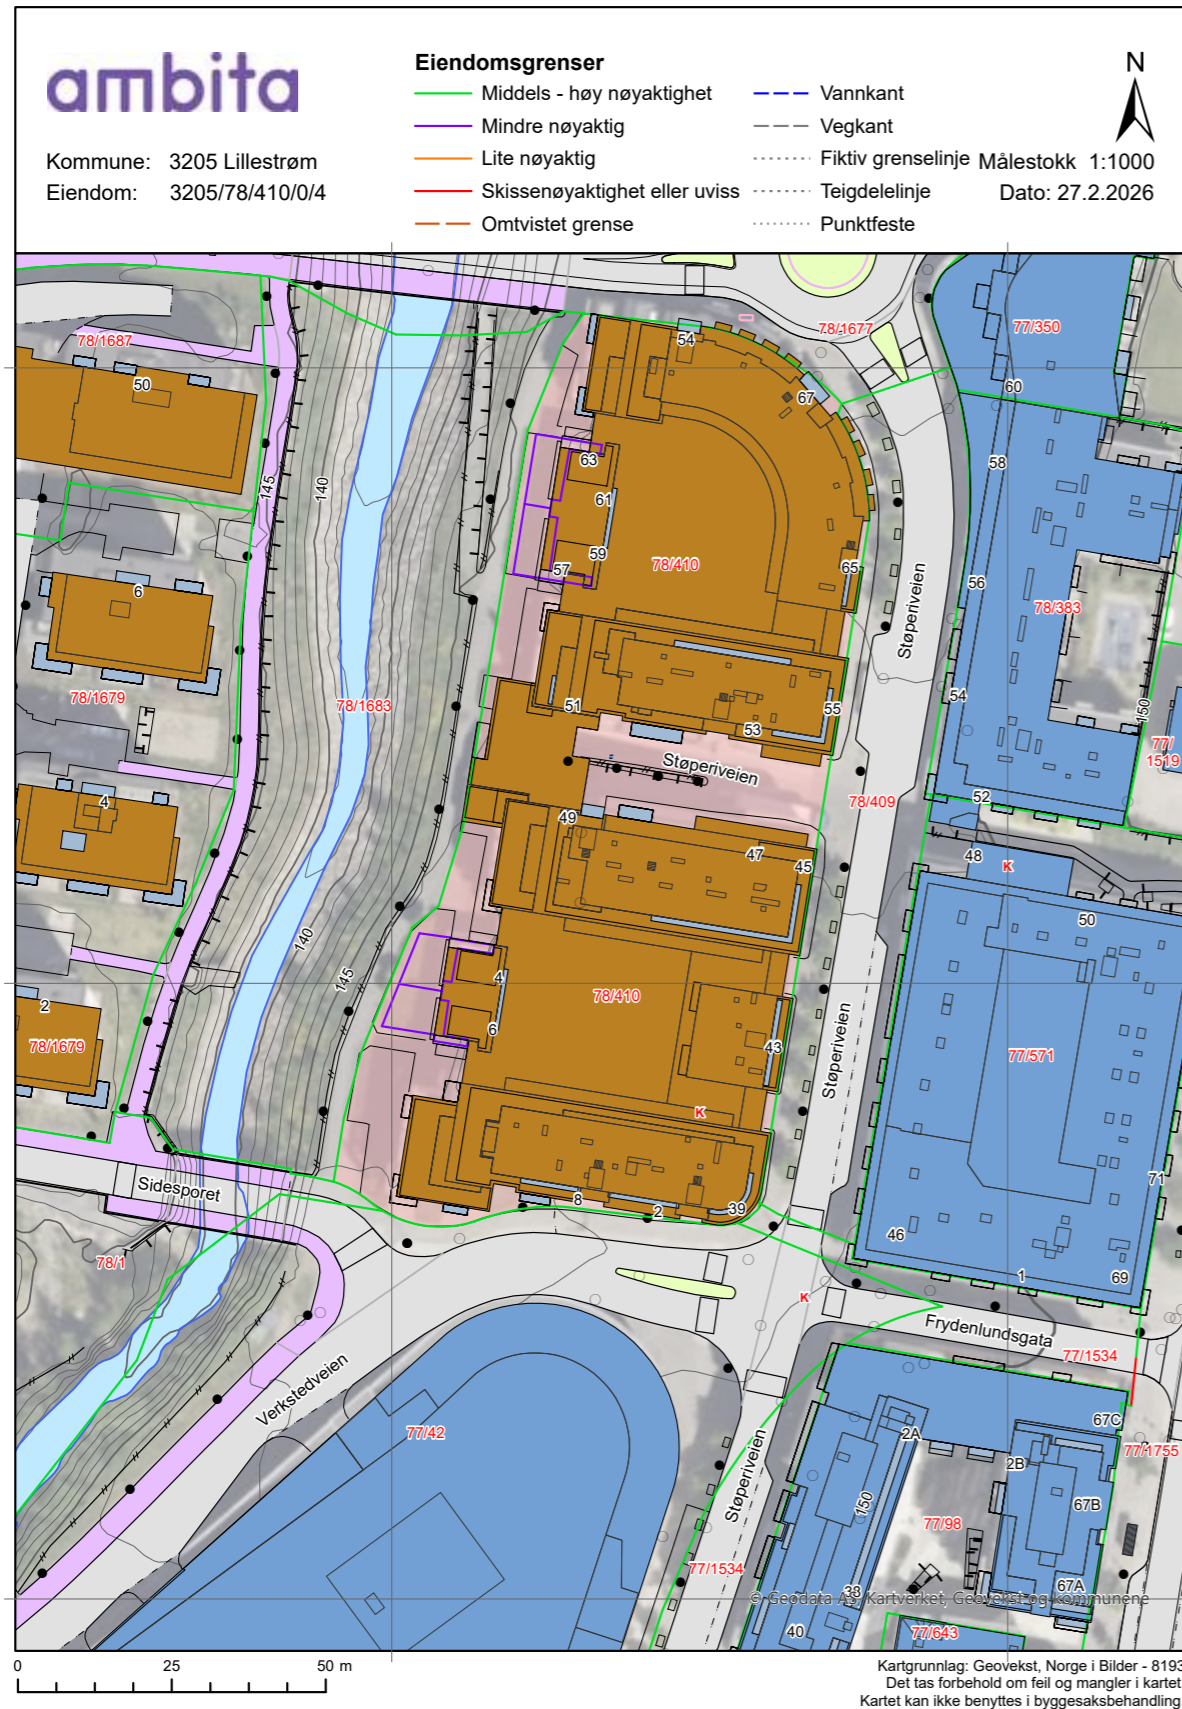 ambita
Kommune: 3205 Lillestrøm
Eiendom: 3205/78/410/0/4
Eiendomsgrenser
Middels - høy nøyaktighet
Mindre nøyaktig
Lite nøyaktig
Skissenøyaktighet eller uviss
Omtvistet grense
Vannkant
Vegkant
Fiktiv grenselinje
Teigdelelinje
Punktfeste
N
Målestokk 1:1000
Dato: 27.2.2026
78/1687
50
54
78/1677
77/350
67
60
145
140
63
61
58
59
57
78/410
65
56
78/383
Støperiveien
6
78/1679
78/1683
51
53
55
54
150
77/
1519
Støperiveien
4
49
47
45
78/409
52
48
K
50
140
145
4
78/410
6
43
Støperiveien
77/571
2
78/1679
K
71
Sidesporet
8
2
39
46
1
69
78/1
K
Frydenlundsgata
77/1534
Verkstedveien
77/42
Støperiveien
2A
67C
77/1755
2B
150
67B
77/98
77/1534
38
67A
© Geodata AS, Kartverket, Geovekst og kommunene
40
77/643
0 25 50 m
Kartgrunnlag: Geovekst, Norge i Bilder - 8193
Det tas forbehold om feil og mangler i kartet
Kartet kan ikke benyttes i byggesaksbehandling